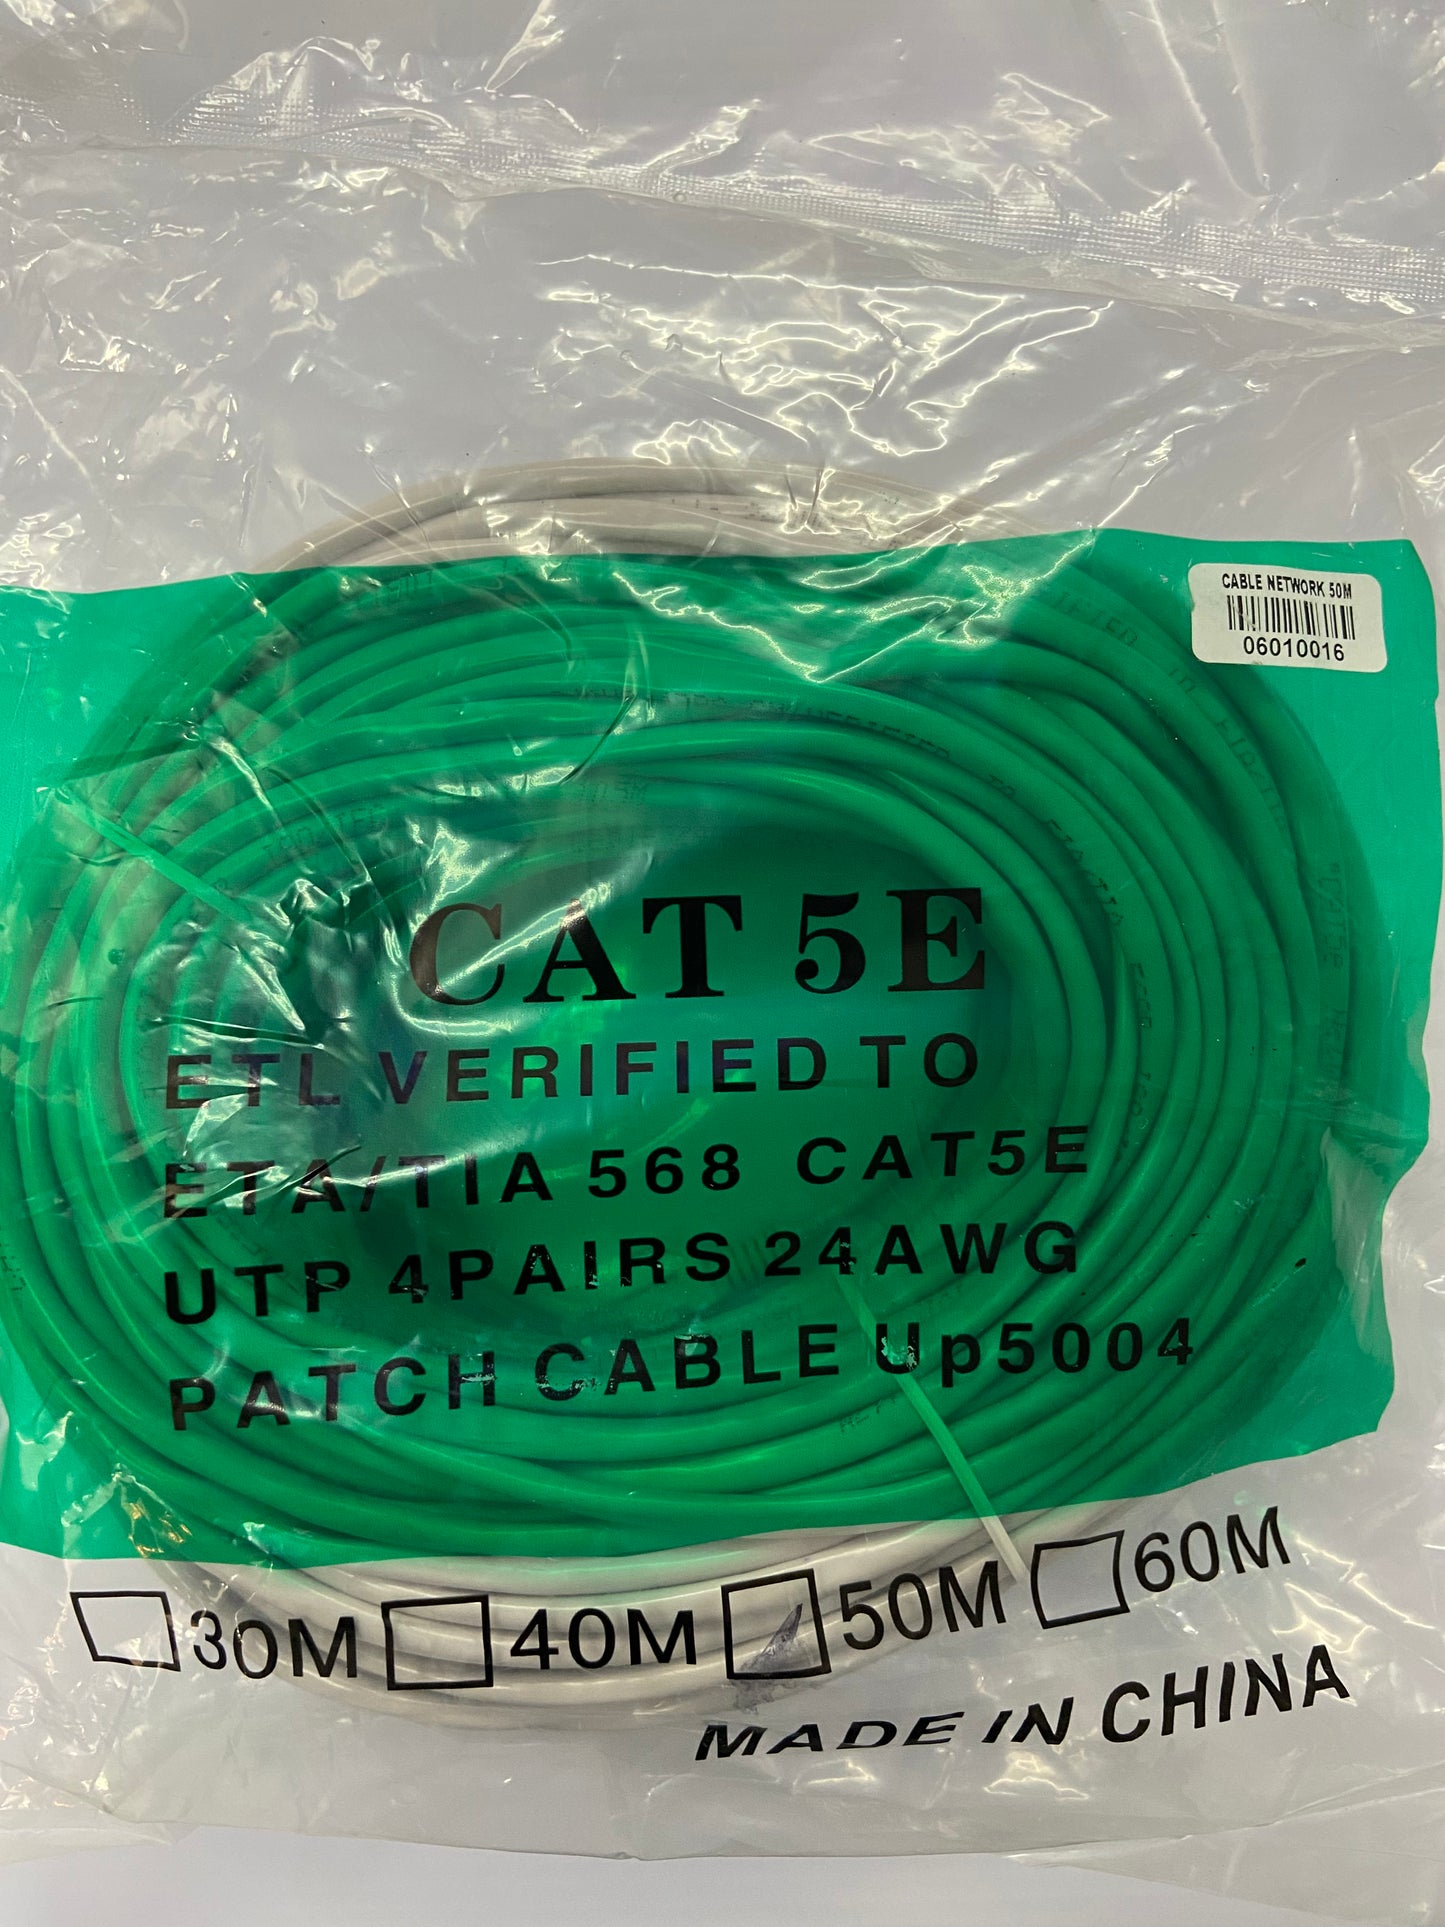 CABLE NETWORK 50M
06010016
CAT 5E
ETL VERIFIED TO
ETA/TIA 568 CAT5E
UTP 4PAIRS 24AWG
PATCH CABLE Up5004
30M 40M 50M 60M
MADE IN CHINA